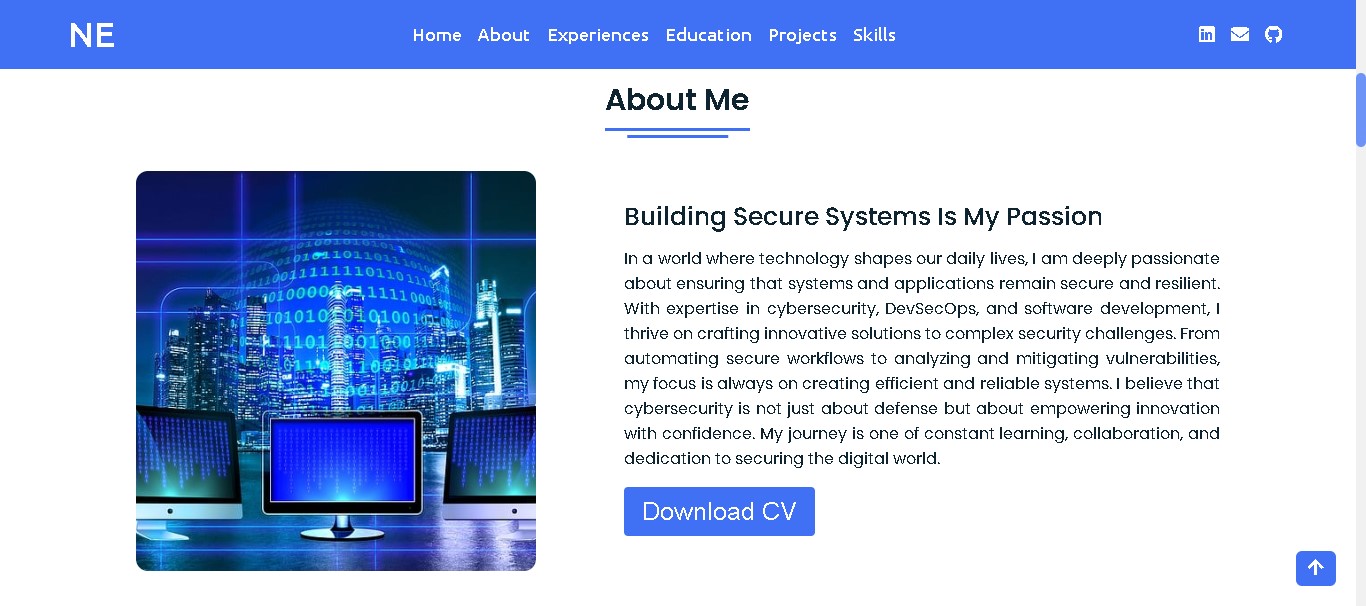 NE
Home About Experiences Education Projects Skills
About Me
Building Secure Systems Is My Passion
In a world where technology shapes our daily lives, I am deeply passionate
about ensuring that systems and applications remain secure and resilient.
With expertise in cybersecurity, DevSecOps, and software development, I
thrive on crafting innovative solutions to complex security challenges. From
automating secure workflows to analyzing and mitigating vulnerabilities,
my focus is always on creating efficient and reliable systems. I believe that
cybersecurity is not just about defense but about empowering innovation
with confidence. My journey is one of constant learning, collaboration, and
dedication to securing the digital world.
Download CV